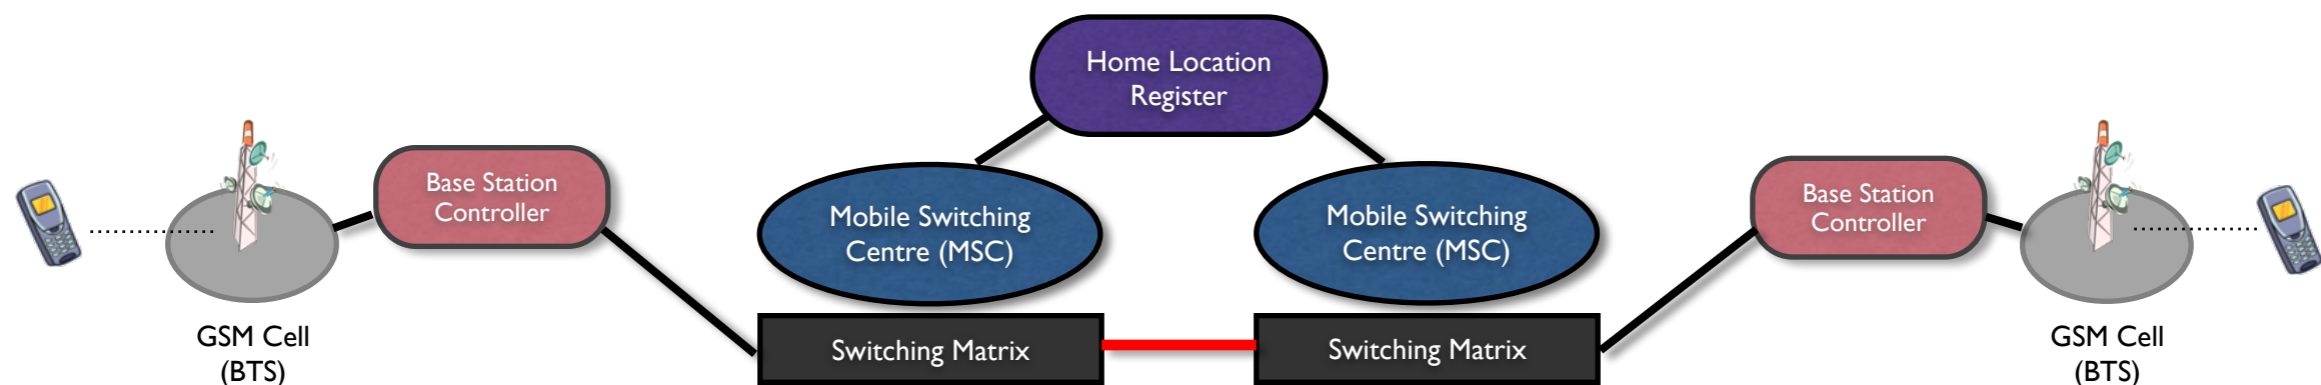 Home Location
Register
Base Station
Controller
Mobile Switching
Centre (MSC)
Mobile Switching
Centre (MSC)
Base Station
Controller
GSM Cell
(BTS)
Switching Matrix
Switching Matrix
GSM Cell
(BTS)